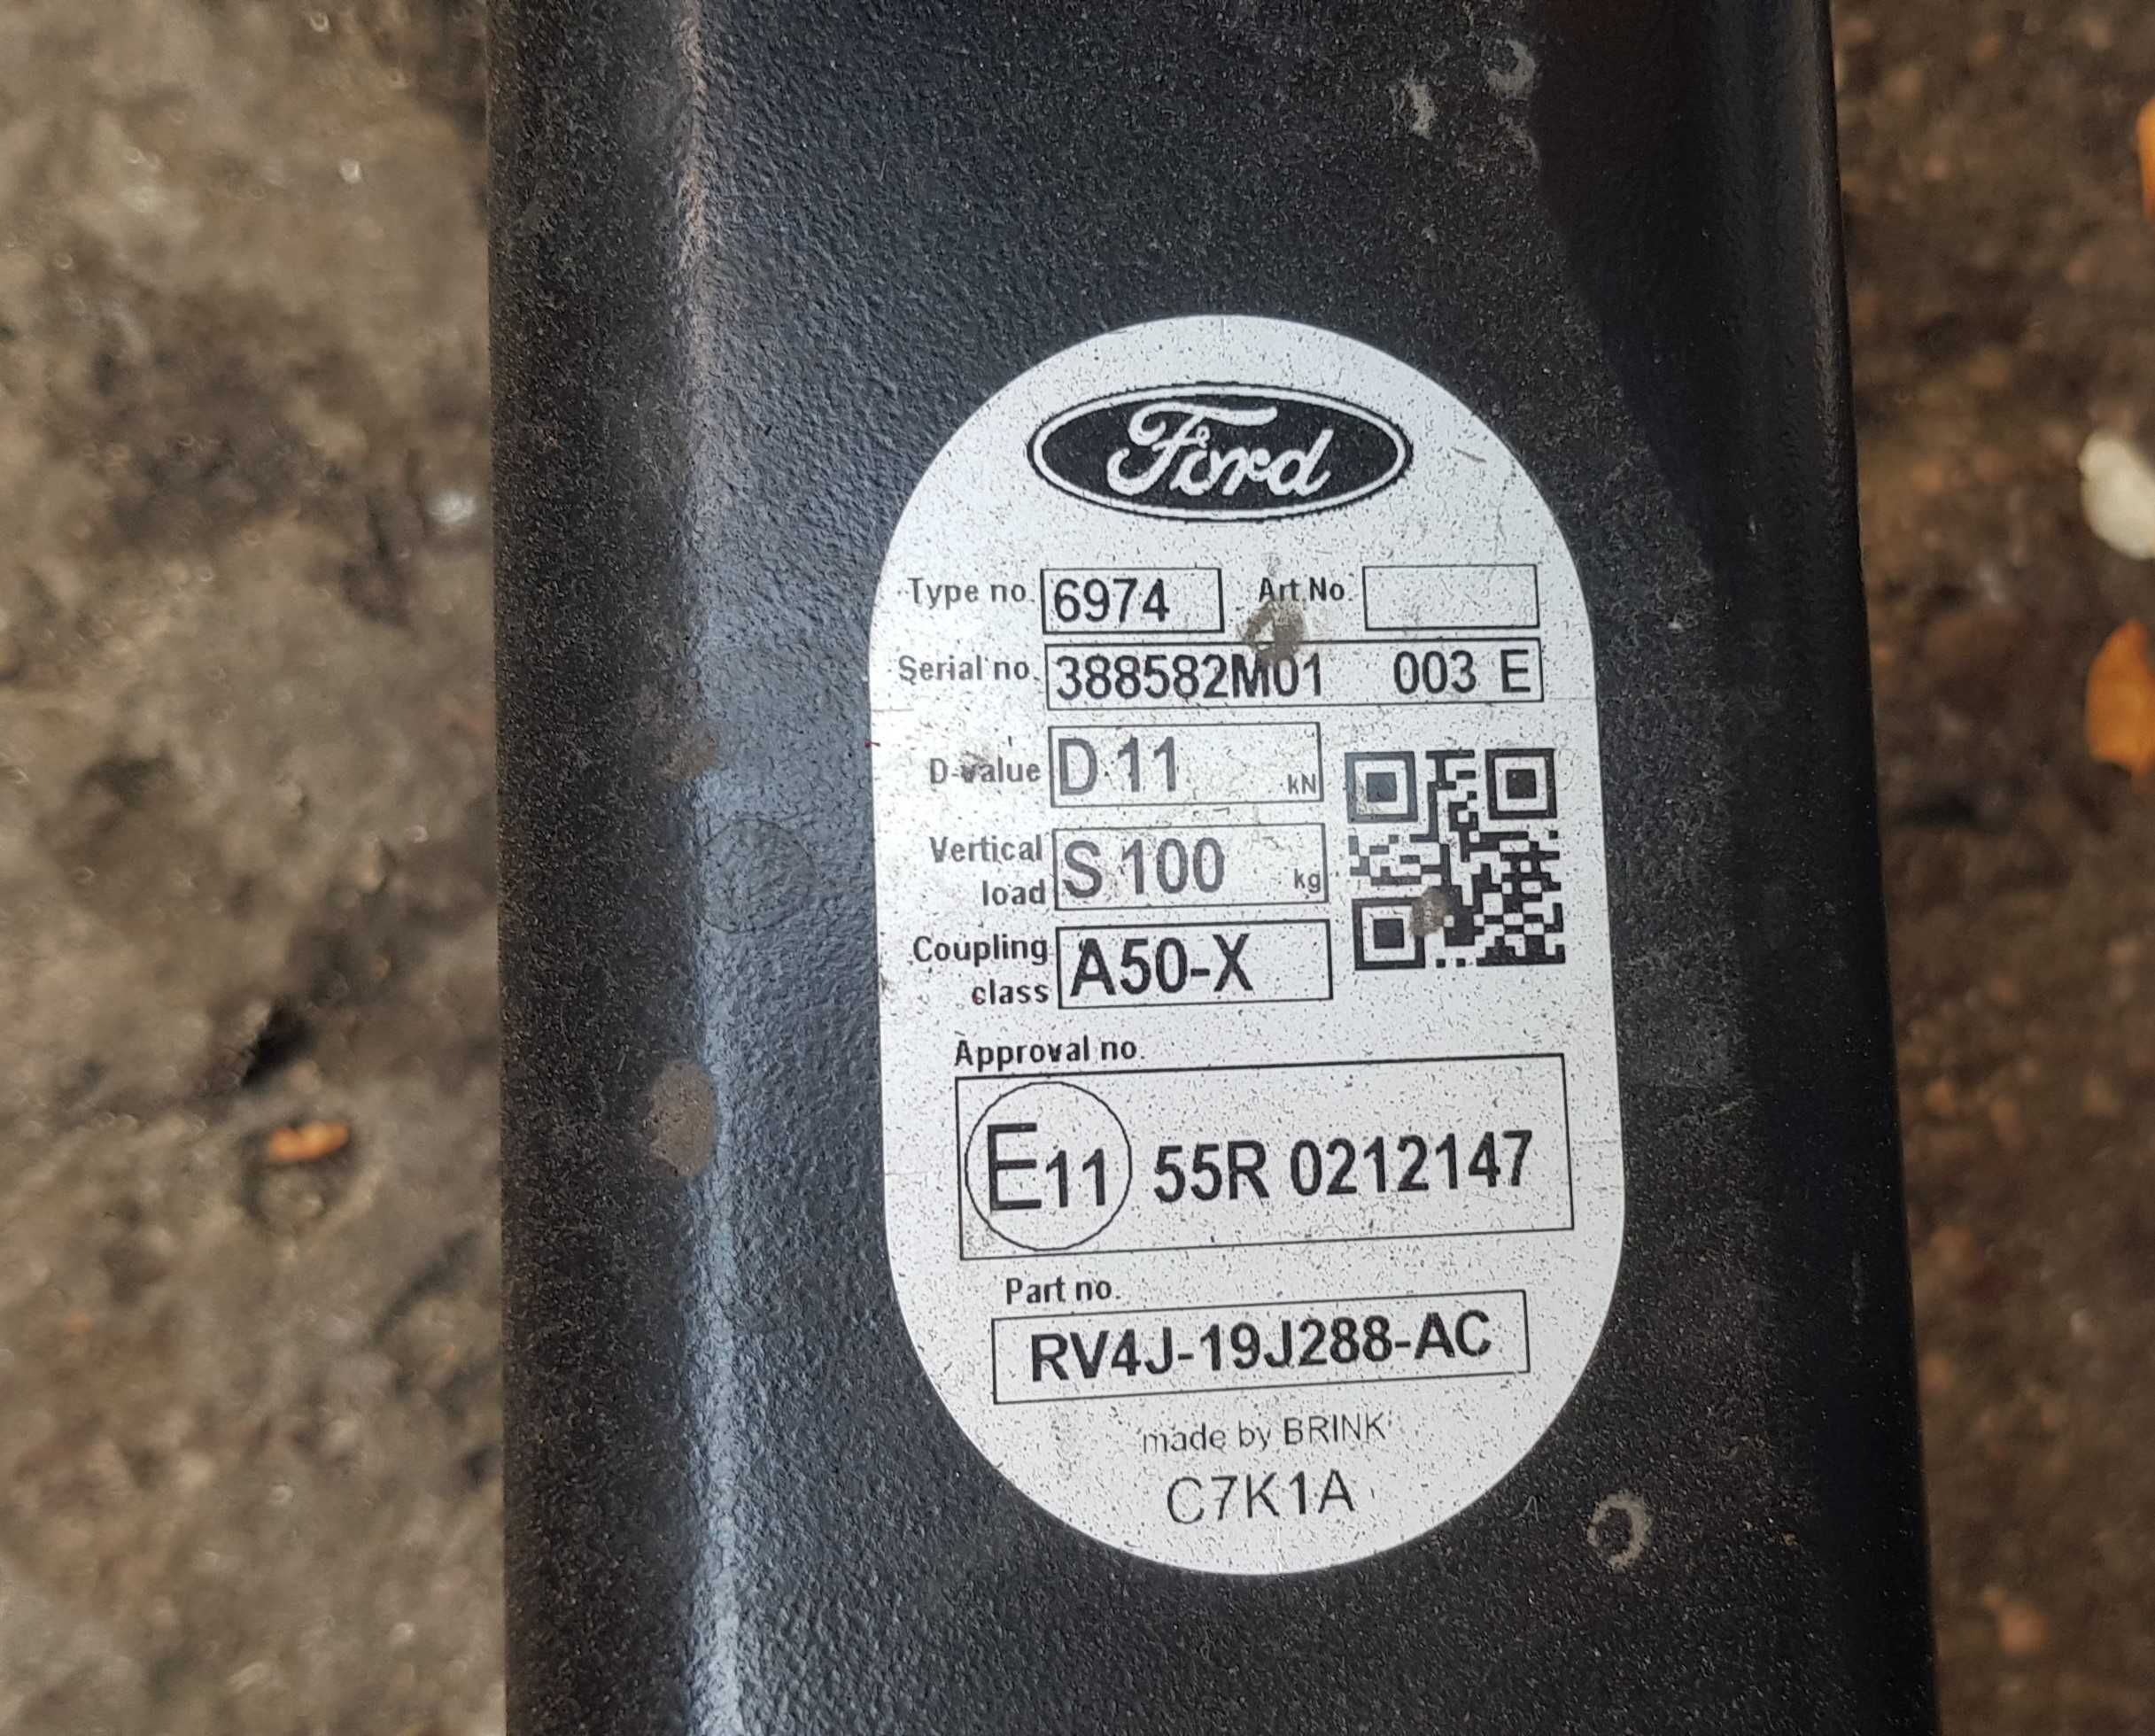 Ford
Type no. 6974 Art.No.
Serial no. 388582M01 003 E
D-value D 11 kN
Vertical load S 100 kg
Coupling class A50-X
Approval no.
E11 55R 0212147
Part no.
RV4J-19J288-AC
made by BRINK
C7K1A